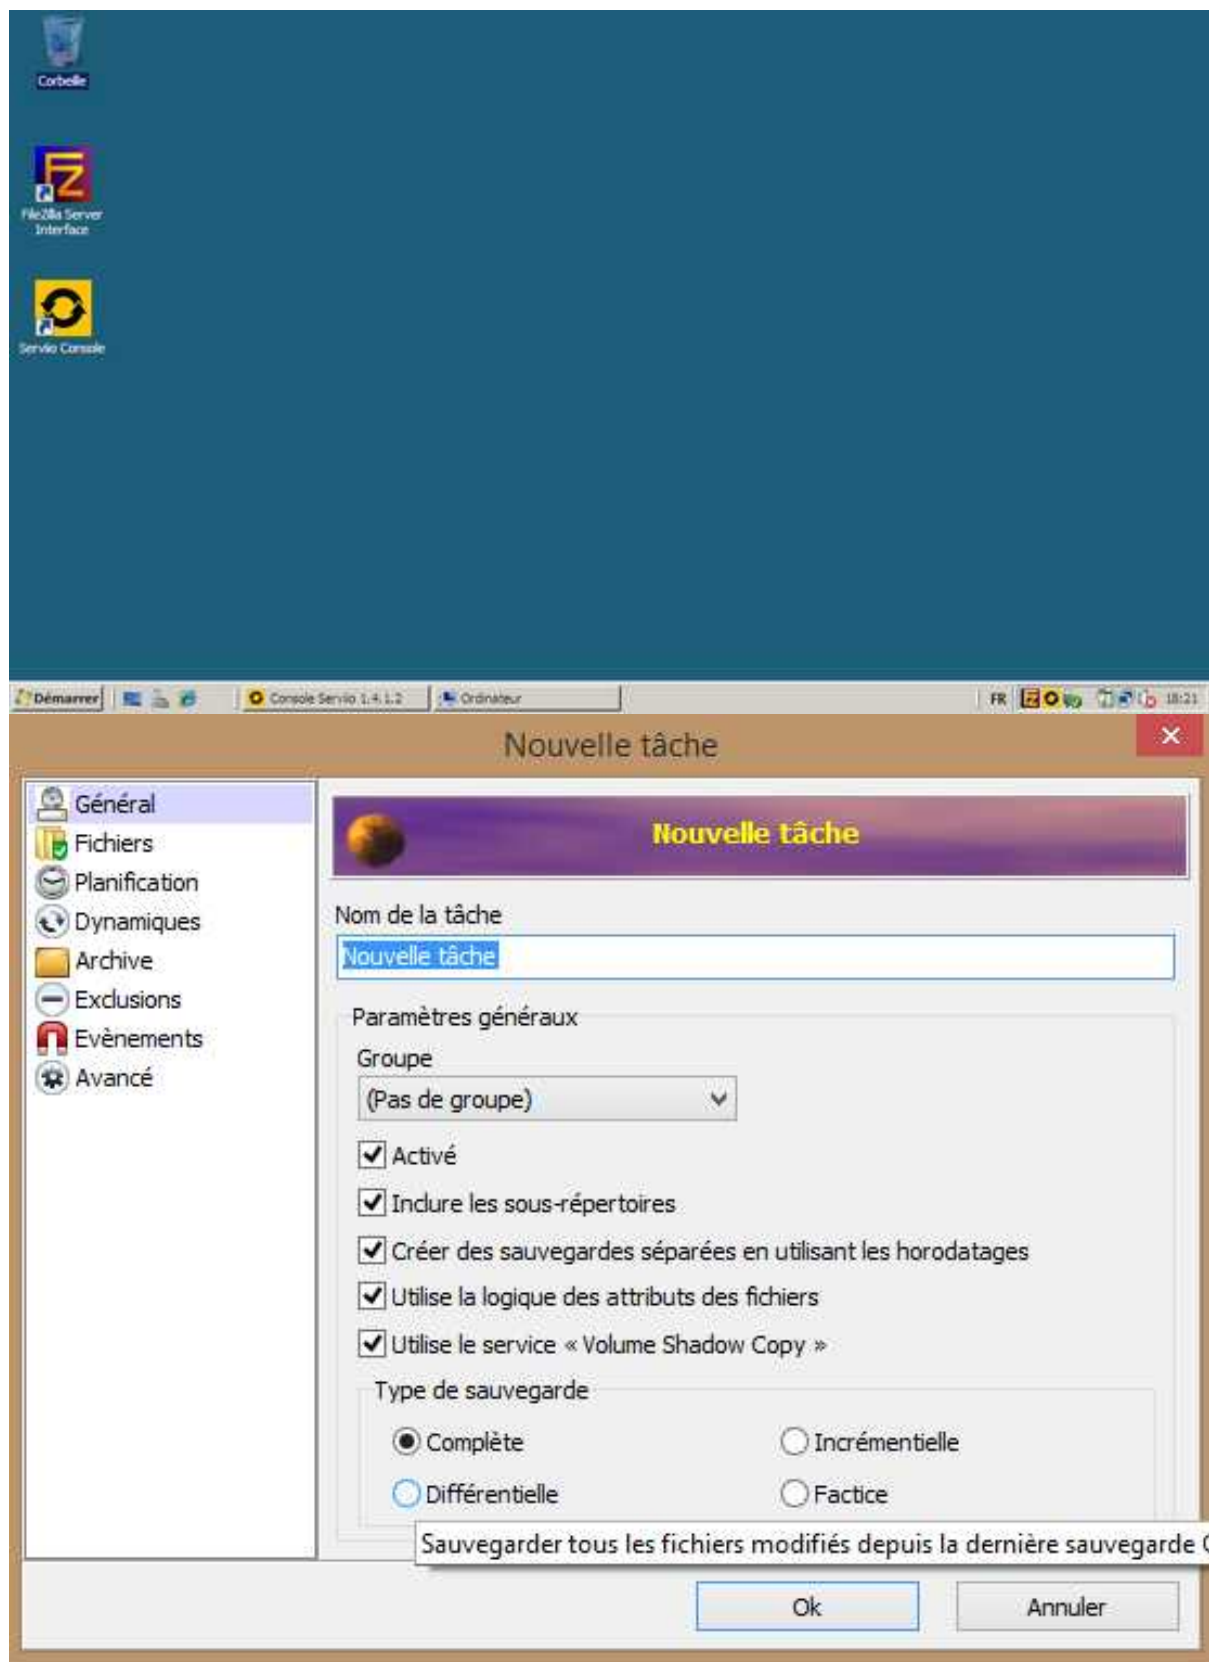 Corbeille
FileZilla Server
Interface
Servio Console
Démarrer
Console Servio 1.4.1.2
Ordinateur
FR
18:21
Nouvelle tâche
Général
Fichiers
Planification
Dynamiques
Archive
Exclusions
Evènements
Avancé
Nouvelle tâche
Nom de la tâche
Nouvelle tâche
Paramètres généraux
Groupe
(Pas de groupe)
Activé
Inclure les sous-répertoires
Créer des sauvegardes séparées en utilisant les horodatages
Utilise la logique des attributs des fichiers
Utilise le service « Volume Shadow Copy »
Type de sauvegarde
Complète Incrémentielle
Différentielle Factice
Sauvegarder tous les fichiers modifiés depuis la dernière sauvegarde
Ok Annuler